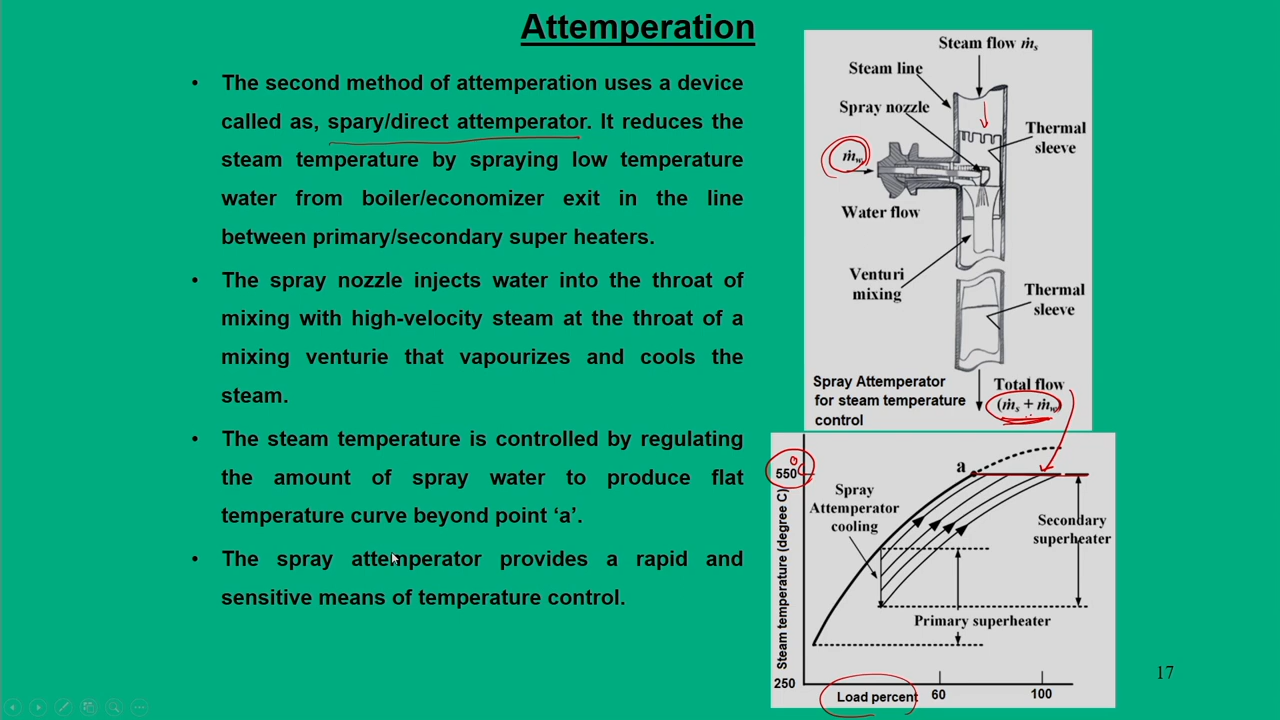 Attemperation
• The second method of attemperation uses a device
called as, spary/direct attemperator. It reduces the
steam temperature by spraying low temperature
water from boiler/economizer exit in the line
between primary/secondary super heaters.
• The spray nozzle injects water into the throat of
mixing with high-velocity steam at the throat of a
mixing venturie that vapourizes and cools the
steam.
• The steam temperature is controlled by regulating
the amount of spray water to produce flat
temperature curve beyond point ‘a’.
• The spray attemperator provides a rapid and
sensitive means of temperature control.
Steam flow ṁs
Steam line
Spray nozzle
Thermal
sleeve
ṁw
Water flow
Venturi
mixing
Thermal
sleeve
Spray Attemperator
for steam temperature
control
Total flow
(ṁs + ṁw)
Steam temperature (degree C)
550
a
Spray
Attemperator
cooling
Secondary
superheater
Primary superheater
250
Load percent
60
100
17